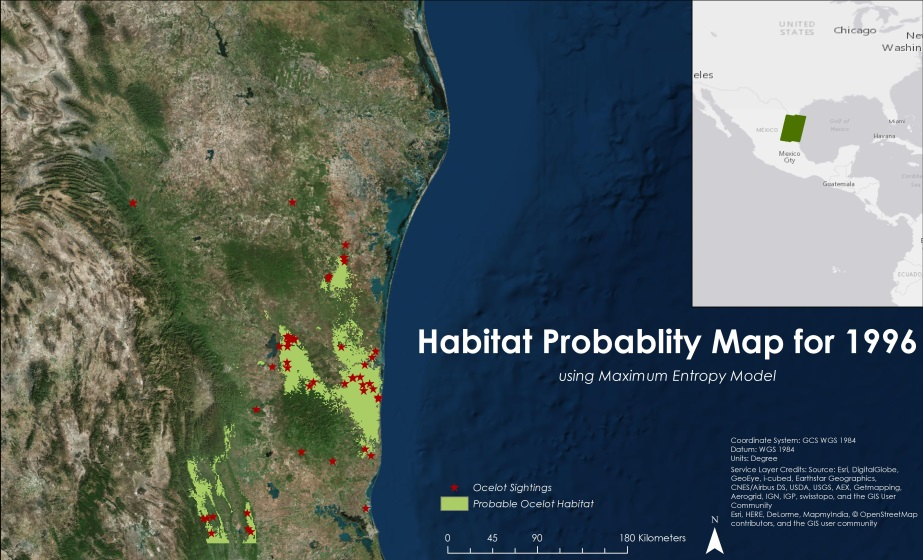 UNITED
STATES
Chicago
New
Washin
eles
MÉXICO
Gulf of
Mexico
Miami
Havana
Mexico
City
Guatemala
ECUADO
Habitat Probablity Map for 1996
using Maximum Entropy Model
Coordinate System: GCS WGS 1984
Datum: WGS 1984
Units: Degree
Service Layer Credits: Source: Esri, DigitalGlobe,
GeoEye, i-cubed, Earthstar Geographics,
CNES/Airbus DS, USDA, USGS, AEX, Getmapping,
Aerogrid, IGN, IGP, swisstopo, and the GIS User
Community
Esri, HERE, DeLorme, MapmyIndia, © OpenStreetMap
contributors, and the GIS user community
Ocelot Sightings
Probable Ocelot Habitat
N
0 45 90 180 Kilometers